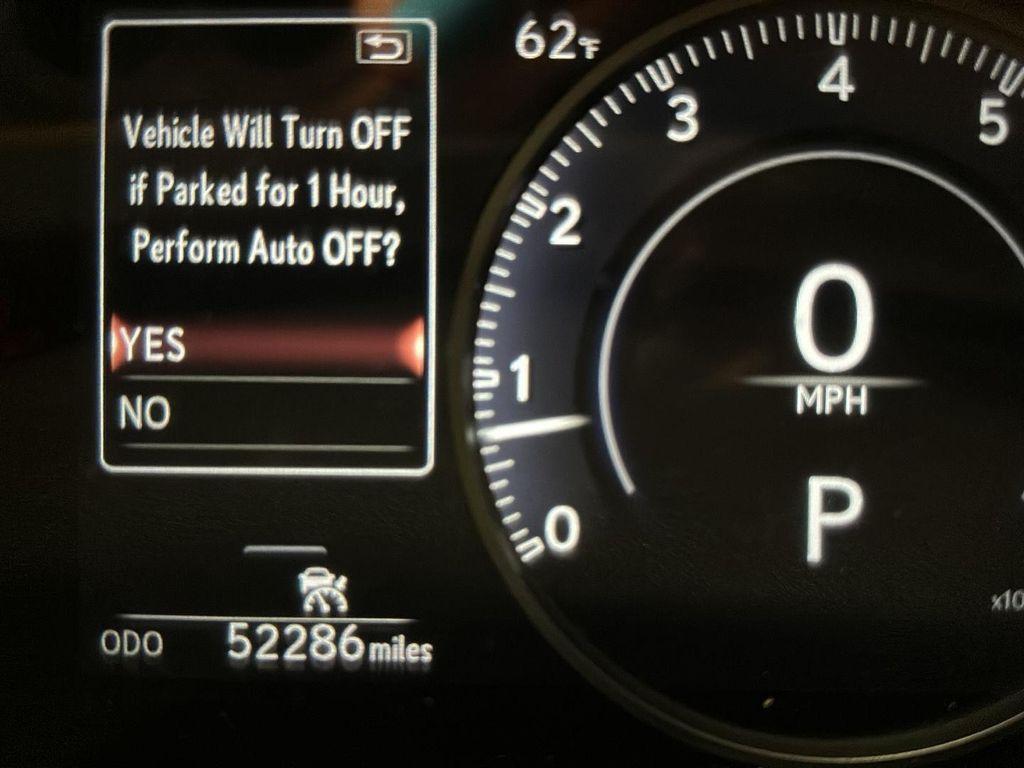 62°F
Vehicle Will Turn OFF
if Parked for 1 Hour,
Perform Auto OFF?
YES
NO
ODO 52286 miles
0
1
2
3
4
5
0
MPH
P
x10